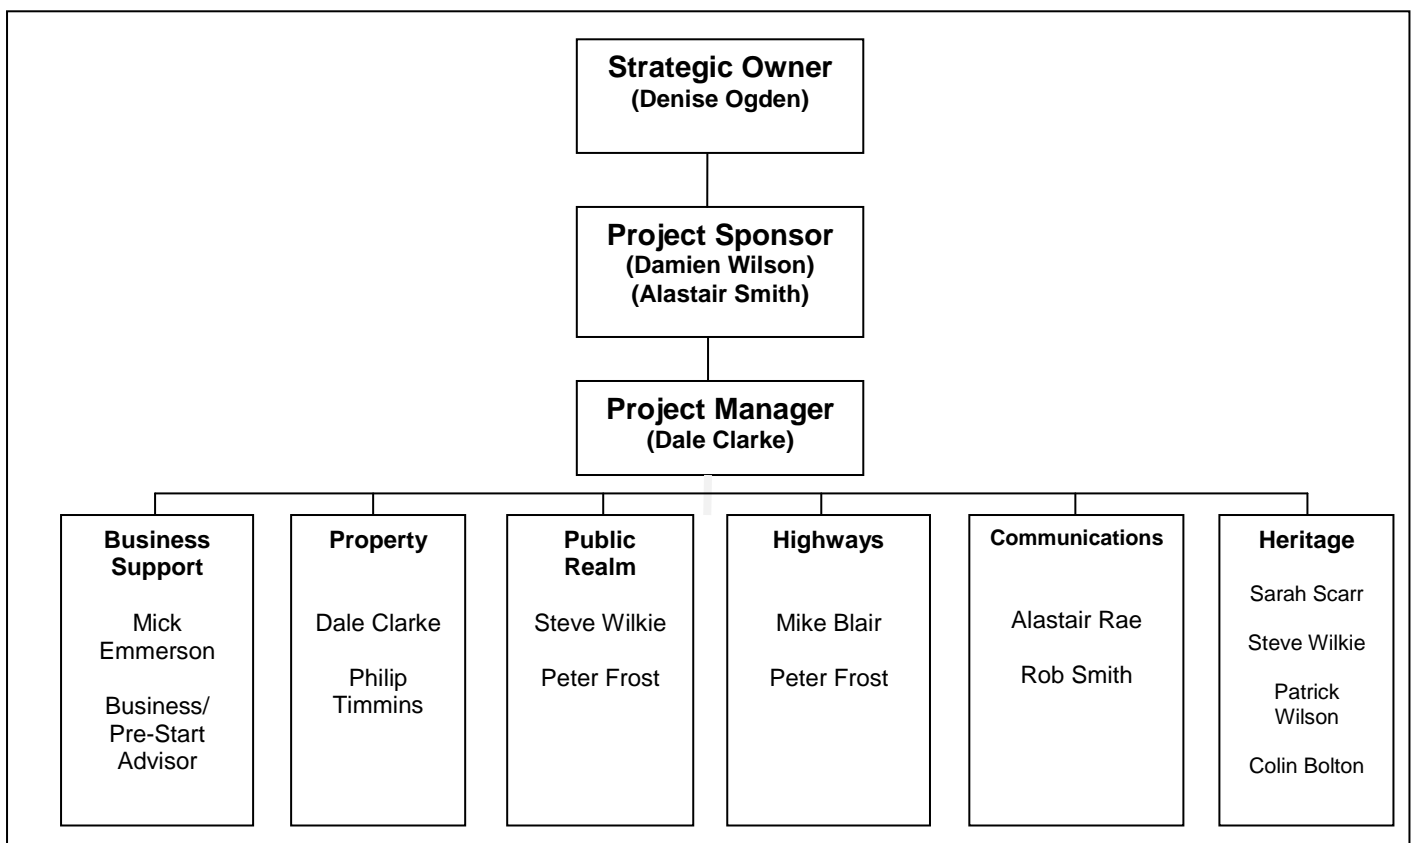 Strategic Owner
(Denise Ogden)
Project Sponsor
(Damien Wilson)
(Alastair Smith)
Project Manager
(Dale Clarke)
Business
Support
Mick
Emmerson
Business/
Pre-Start
Advisor
Property
Dale Clarke
Philip
Timmins
Public
Realm
Steve Wilkie
Peter Frost
Highways
Mike Blair
Peter Frost
Communications
Alastair Rae
Rob Smith
Heritage
Sarah Scarr
Steve Wilkie
Patrick
Wilson
Colin Bolton